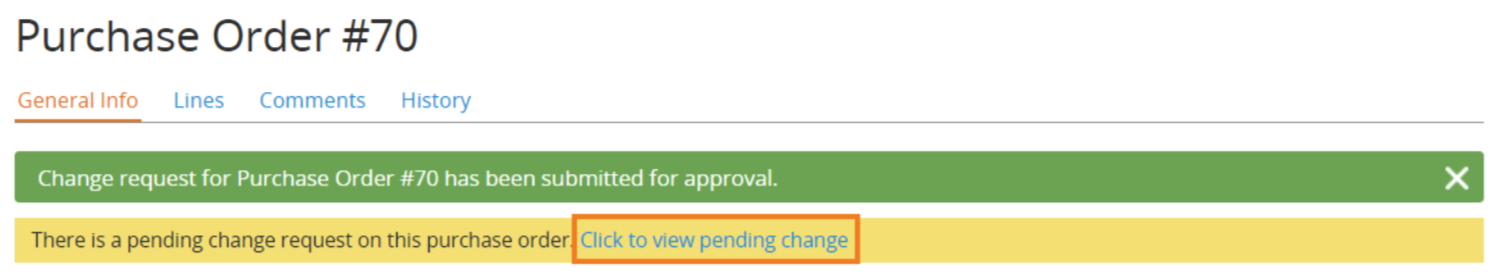 Purchase Order #70
General Info Lines Comments History
Change request for Purchase Order #70 has been submitted for approval.
There is a pending change request on this purchase order. Click to view pending change